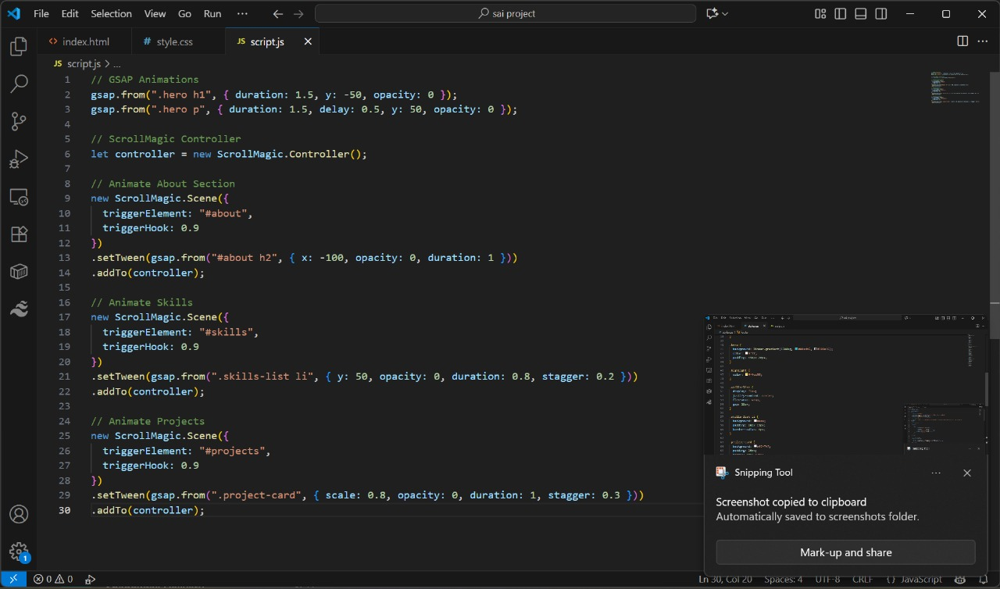 File Edit Selection View Go Run ... sai project
index.html # style.css JS script.js
JS script.js > ...
1 // GSAP Animations
2 gsap.from(".hero h1", { duration: 1.5, y: -50, opacity: 0 });
3 gsap.from(".hero p", { duration: 1.5, delay: 0.5, y: 50, opacity: 0 });
4
5 // ScrollMagic Controller
6 let controller = new ScrollMagic.Controller();
7
8 // Animate About Section
9 new ScrollMagic.Scene({
10 triggerElement: "#about",
11 triggerHook: 0.9
12 })
13 .setTween(gsap.from("#about h2", { x: -100, opacity: 0, duration: 1 }))
14 .addTo(controller);
15
16 // Animate Skills
17 new ScrollMagic.Scene({
18 triggerElement: "#skills",
19 triggerHook: 0.9
20 })
21 .setTween(gsap.from(".skills-list li", { y: 50, opacity: 0, duration: 0.8, stagger: 0.2 }))
22 .addTo(controller);
23
24 // Animate Projects
25 new ScrollMagic.Scene({
26 triggerElement: "#projects",
27 triggerHook: 0.9
28 })
29 .setTween(gsap.from(".project-card", { scale: 0.8, opacity: 0, duration: 1, stagger: 0.3 }))
30 .addTo(controller);
Snipping Tool ...
Screenshot copied to clipboard
Automatically saved to screenshots folder.
Mark-up and share
1
0 0 Ln 30, Col 20 Spaces: 4 UTF-8 CRLF {} JavaScript